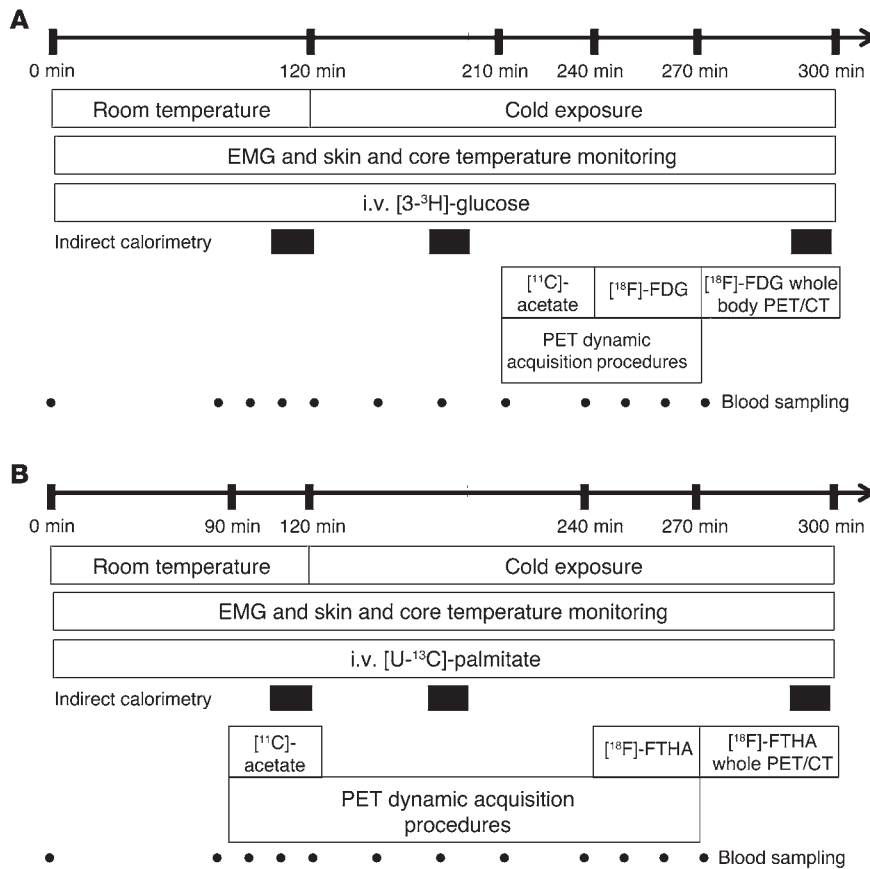 A
0 min 120 min 210 min 240 min 270 min 300 min
Room temperature Cold exposure
EMG and skin and core temperature monitoring
i.v. [3-³H]-glucose
Indirect calorimetry
[¹¹C]-
acetate
[¹⁸F]-FDG
[¹⁸F]-FDG whole
body PET/CT
PET dynamic
acquisition procedures
Blood sampling
B
0 min 90 min 120 min 240 min 270 min 300 min
Room temperature Cold exposure
EMG and skin and core temperature monitoring
i.v. [U-¹³C]-palmitate
Indirect calorimetry
[¹¹C]-
acetate
[¹⁸F]-FTHA
[¹⁸F]-FTHA
whole PET/CT
PET dynamic acquisition
procedures
Blood sampling